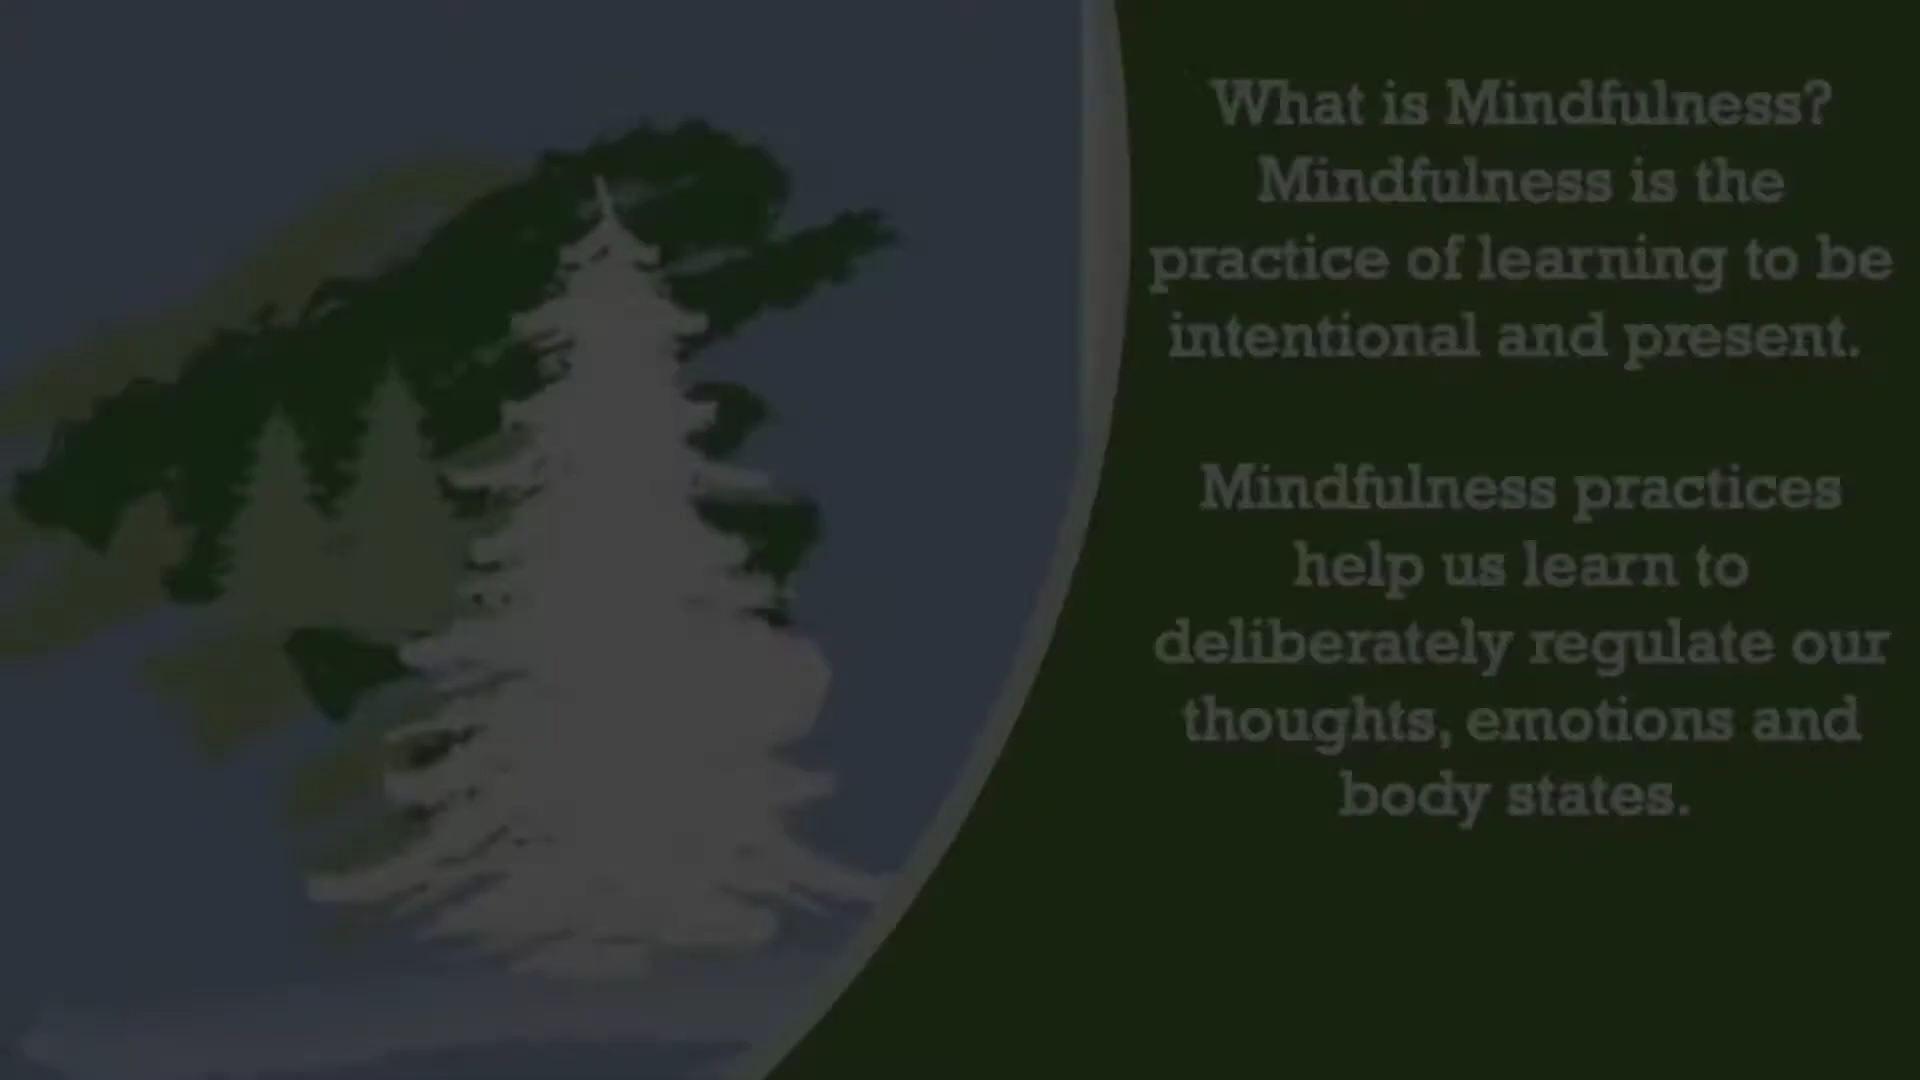 What is Mindfulness?
Mindfulness is the
practice of learning to be
intentional and present.
Mindfulness practices
help us learn to
deliberately regulate our
thoughts, emotions and
body states.